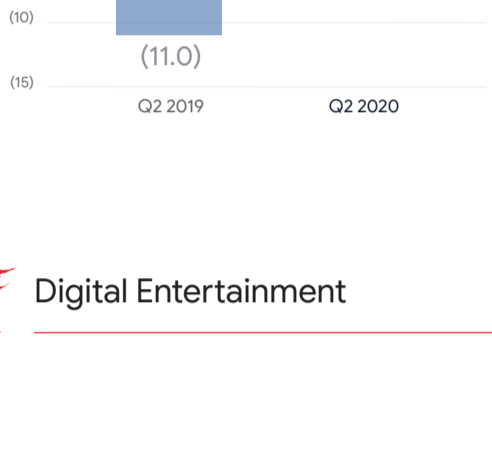 (10)
(11.0)
(15)
Q2 2019 Q2 2020
Digital Entertainment